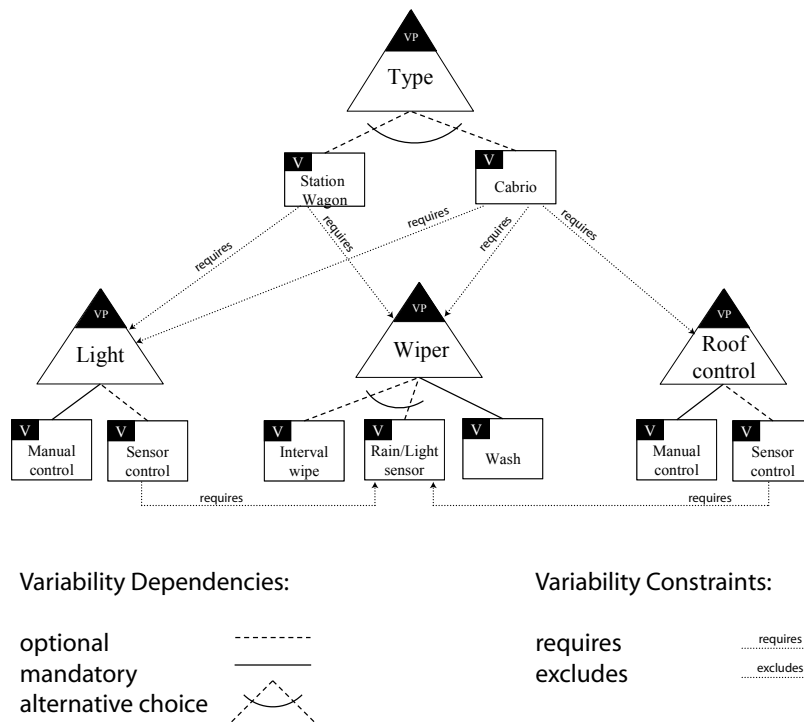 VP
Type
V
Station
Wagon
V
Cabrio
requires
requires
requires
requires
requires
VP
Light
VP
Wiper
VP
Roof
control
V
Manual
control
V
Sensor
control
V
Interval
wipe
V
Rain/Light
sensor
V
Wash
V
Manual
control
V
Sensor
control
requires
requires
Variability Dependencies:
optional
mandatory
alternative choice
Variability Constraints:
requires
requires
excludes
excludes